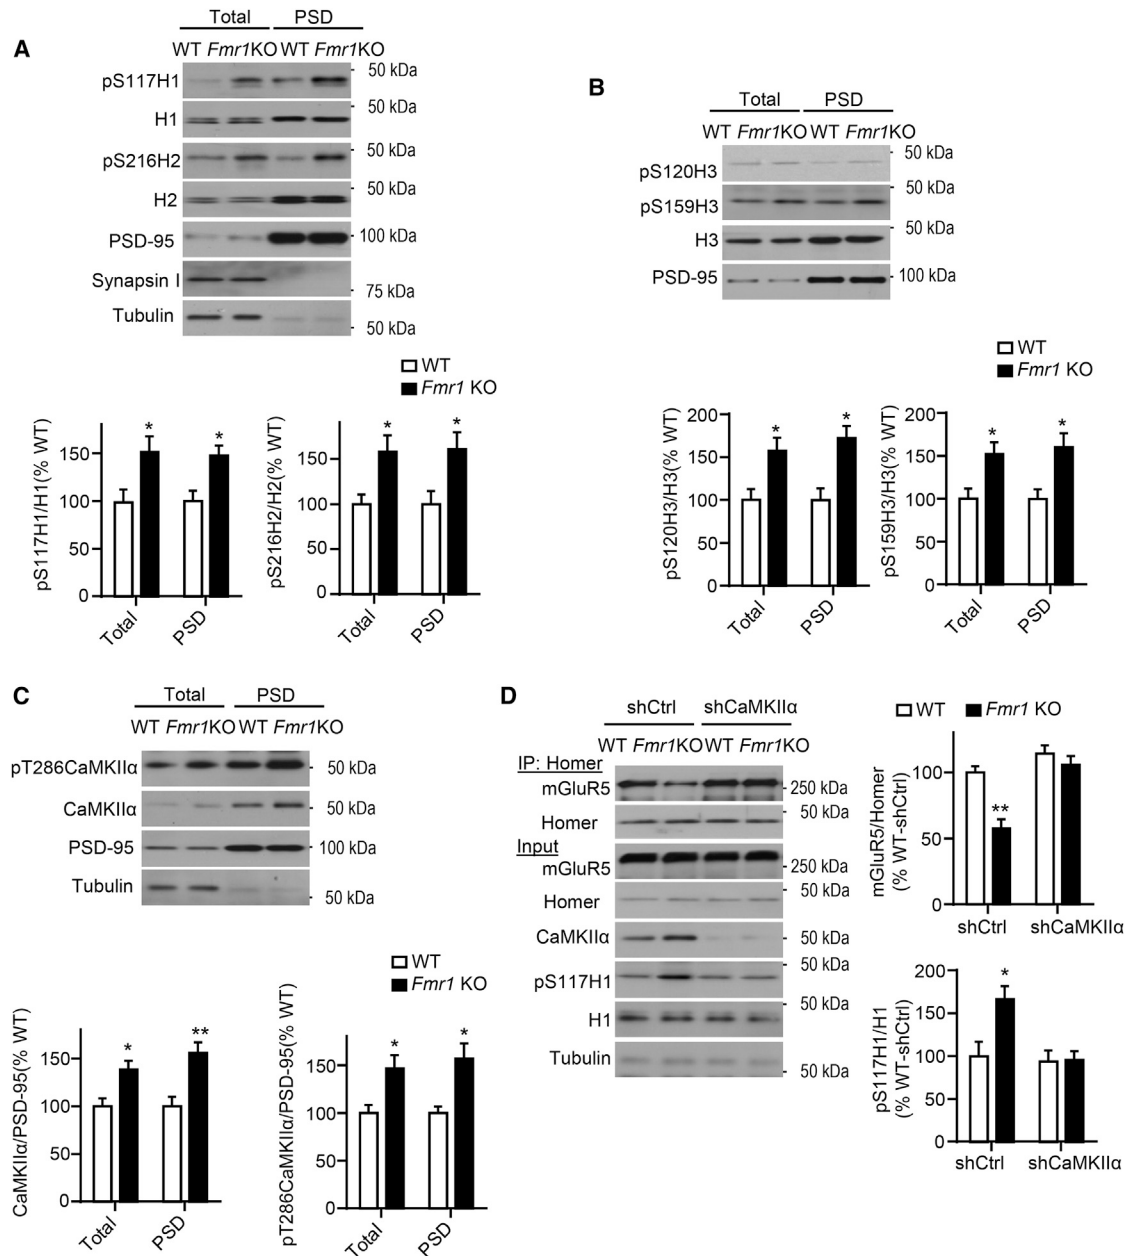 A
Total PSD
WT Fmr1KO WT Fmr1KO
pS117H1 50 kDa
H1 50 kDa
pS216H2 50 kDa
H2 50 kDa
PSD-95 100 kDa
Synapsin I 75 kDa
Tubulin 50 kDa
WT
Fmr1 KO
pS117H1/H1(% WT)
150
100
50
0
Total PSD
pS216H2/H2(% WT)
150
100
50
0
Total PSD
* * * *
B
Total PSD
WT Fmr1KO WT Fmr1KO
pS120H3 50 kDa
pS159H3 50 kDa
H3 50 kDa
PSD-95 100 kDa
WT
Fmr1 KO
pS120H3/H3(% WT)
200
150
100
50
0
Total PSD
pS159H3/H3(% WT)
200
150
100
50
0
Total PSD
* * * *
C
Total PSD
WT Fmr1KO WT Fmr1KO
pT286CaMKIIα 50 kDa
CaMKIIα 50 kDa
PSD-95 100 kDa
Tubulin 50 kDa
WT
Fmr1 KO
CaMKIIα/PSD-95(% WT)
150
100
50
0
Total PSD
* **
pT286CaMKIIα/PSD-95(% WT)
150
100
50
0
Total PSD
* *
D
shCtrl shCaMKIIα
WT Fmr1KO WT Fmr1KO
IP: Homer
mGluR5 250 kDa
Homer 50 kDa
Input
mGluR5 250 kDa
Homer 50 kDa
CaMKIIα 50 kDa
pS117H1 50 kDa
H1 50 kDa
Tubulin 50 kDa
WT Fmr1 KO
mGluR5/Homer
(% WT-shCtrl)
100
50
0
**
shCtrl shCaMKIIα
pS117H1/H1
(% WT-shCtrl)
200
150
100
50
0
*
shCtrl shCaMKIIα